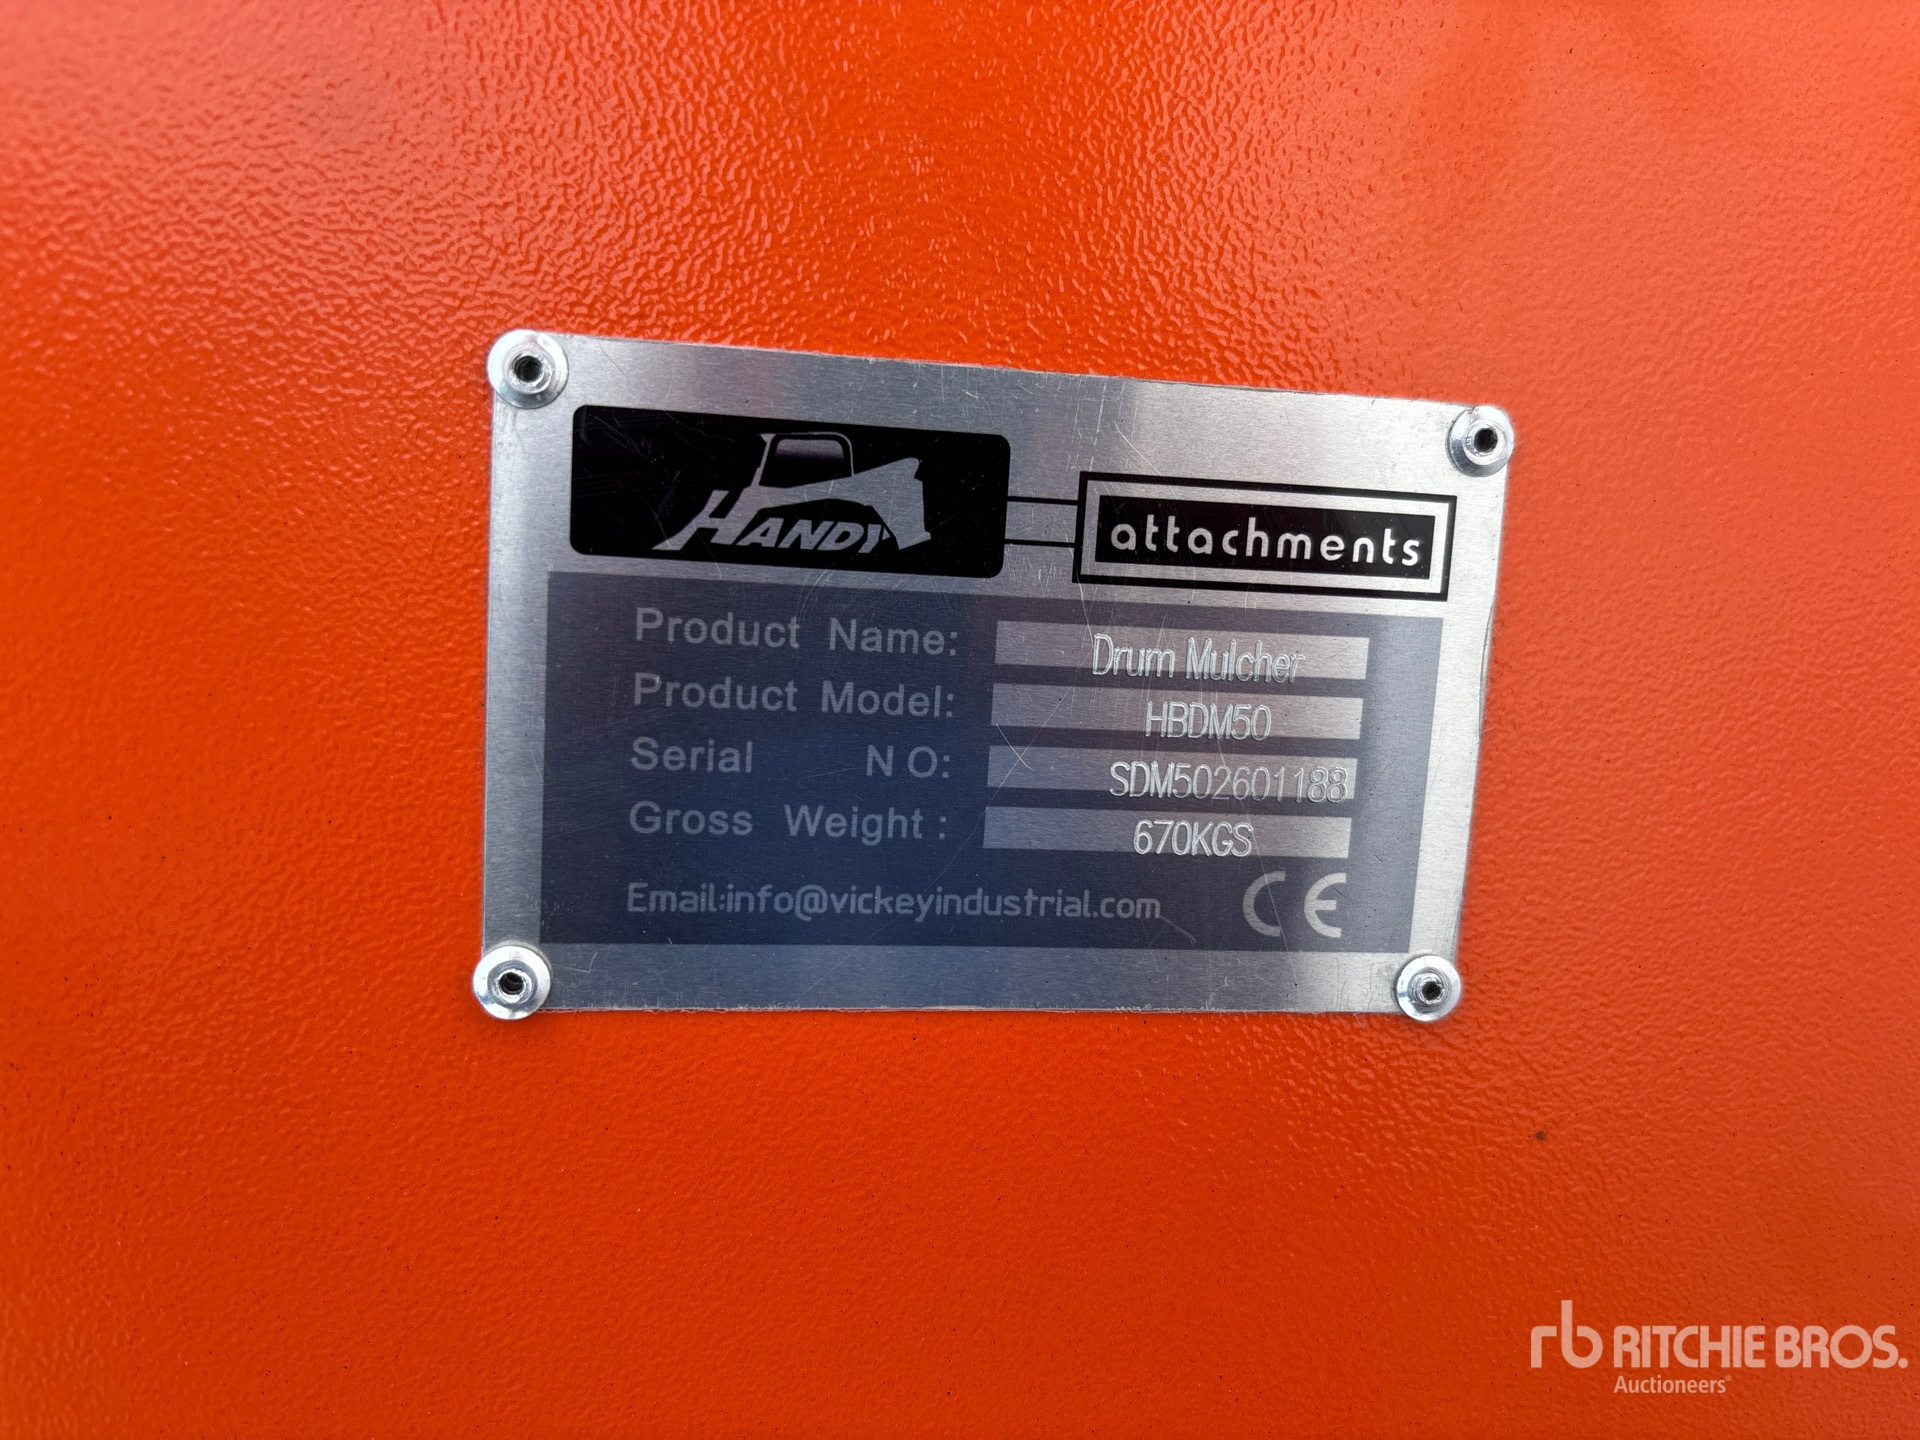 HANDY attachments
Product Name: Drum Mulcher
Product Model: HBDM50
Serial NO: SDM502601188
Gross Weight: 670KGS
Email:info@vickeyindustrial.com CE
rb RITCHIE BROS.
Auctioneers